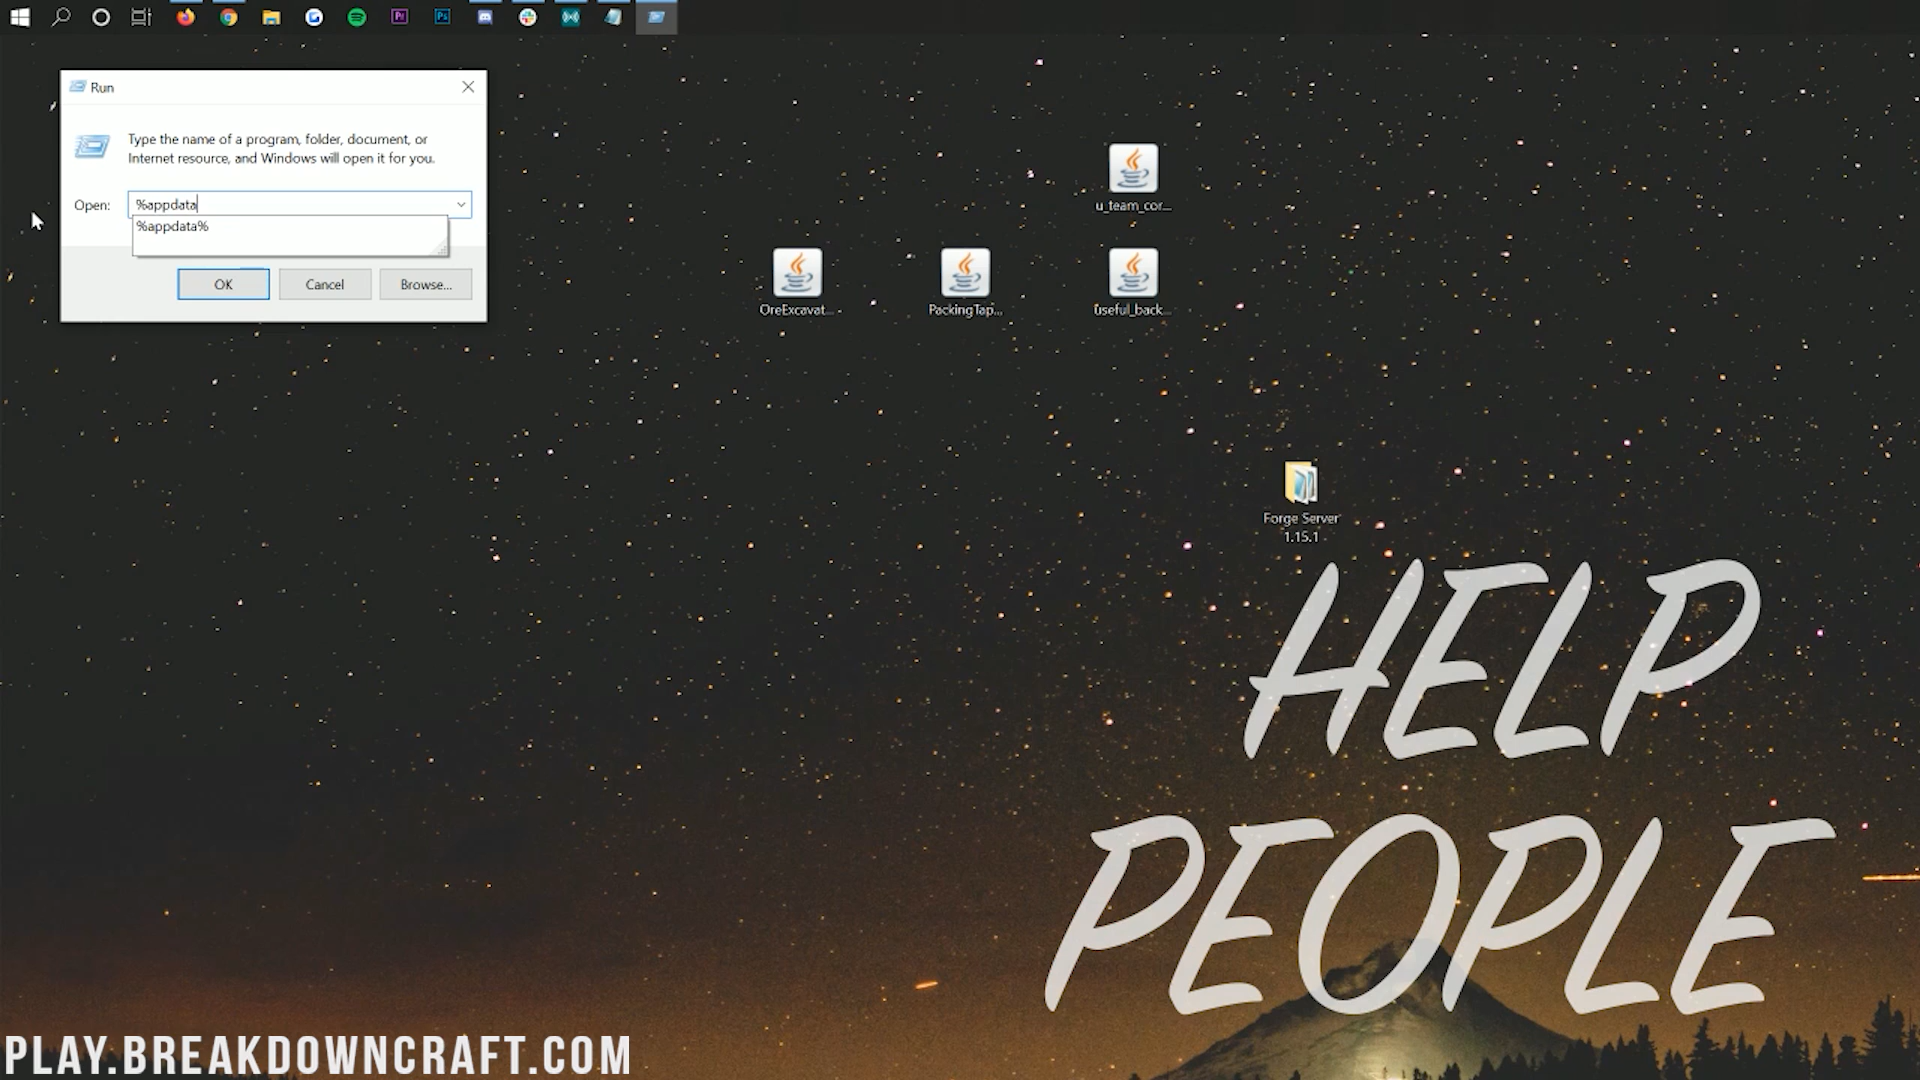 Run
Type the name of a program, folder, document, or
Internet resource, and Windows will open it for you.
Open: %appdata
%appdata%
OK Cancel Browse...
u_team_cor...
OreExcavat... PackingTap... useful_back...
Forge Server
1.15.1
HELP
PEOPLE
PLAY.BREAKDOWNCRAFT.COM